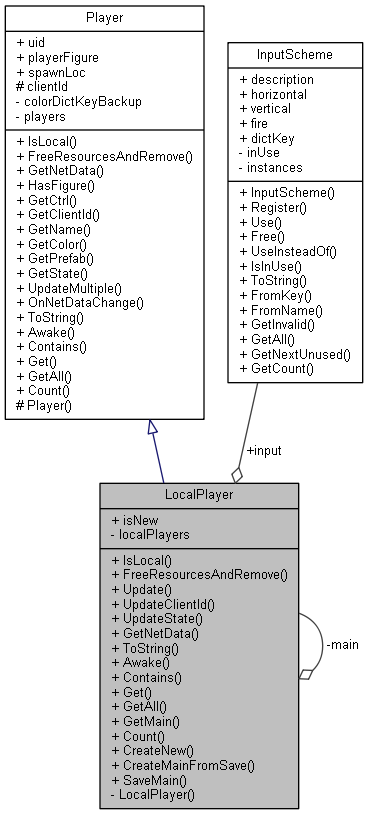 Player
+ uid
+ playerFigure
+ spawnLoc
# clientId
- colorDictKeyBackup
- players
+ IsLocal()
+ FreeResourcesAndRemove()
+ GetNetData()
+ HasFigure()
+ GetCtrl()
+ GetClientId()
+ GetName()
+ GetColor()
+ GetPrefab()
+ GetState()
+ UpdateMultiple()
+ OnNetDataChange()
+ ToString()
+ Awake()
+ Contains()
+ Get()
+ GetAll()
+ Count()
# Player()
InputScheme
+ description
+ horizontal
+ vertical
+ fire
+ dictKey
- inUse
- instances
+ InputScheme()
+ Register()
+ Use()
+ Free()
+ UseInsteadOf()
+ IsInUse()
+ ToString()
+ FromKey()
+ FromName()
+ GetInvalid()
+ GetAll()
+ GetNextUnused()
+ GetCount()
+input
LocalPlayer
+ isNew
- localPlayers
+ IsLocal()
+ FreeResourcesAndRemove()
+ Update()
+ UpdateClientId()
+ UpdateState()
+ GetNetData()
+ ToString()
+ Awake()
+ Contains()
+ Get()
+ GetAll()
+ GetMain()
+ Count()
+ CreateNew()
+ CreateMainFromSave()
+ SaveMain()
- LocalPlayer()
-main